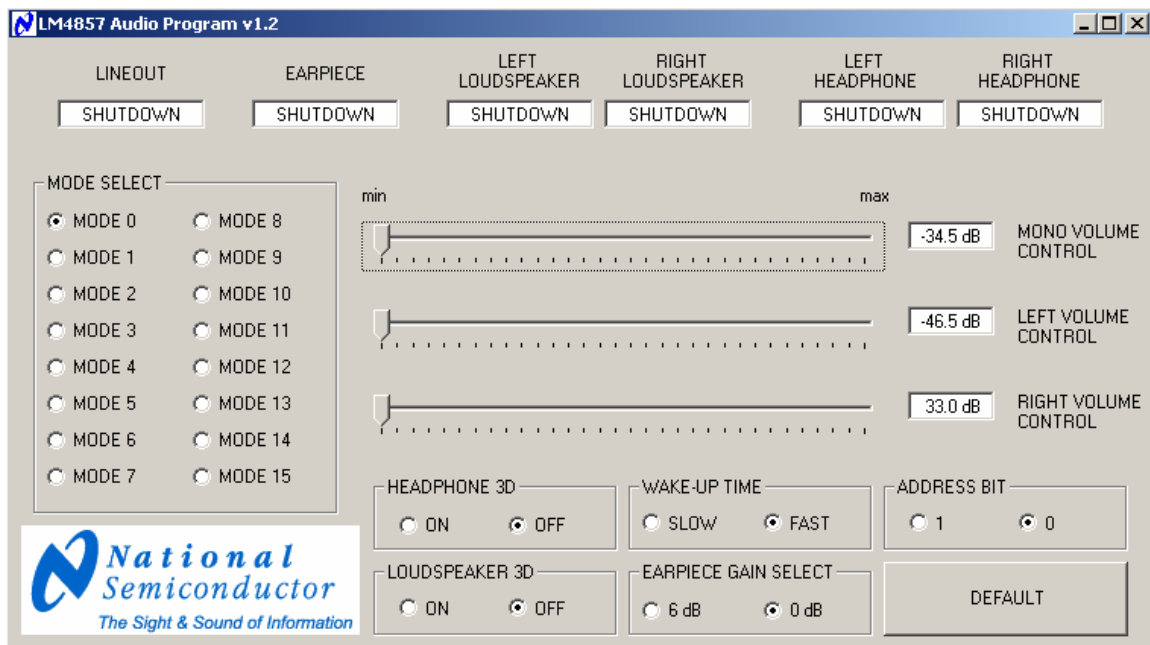 LM4857 Audio Program v1.2
LINEOUT
EARPIECE
LEFT LOUDSPEAKER
RIGHT LOUDSPEAKER
LEFT HEADPHONE
RIGHT HEADPHONE
SHUTDOWN
SHUTDOWN
SHUTDOWN
SHUTDOWN
SHUTDOWN
SHUTDOWN
MODE SELECT
MODE 0
MODE 8
MODE 1
MODE 9
MODE 2
MODE 10
MODE 3
MODE 11
MODE 4
MODE 12
MODE 5
MODE 13
MODE 6
MODE 14
MODE 7
MODE 15
min
max
-34.5 dB
MONO VOLUME
CONTROL
-46.5 dB
LEFT VOLUME
CONTROL
33.0 dB
RIGHT VOLUME
CONTROL
HEADPHONE 3D
ON
OFF
WAKE-UP TIME
SLOW
FAST
ADDRESS BIT
1
0
LOUDSPEAKER 3D
ON
OFF
EARPIECE GAIN SELECT
6 dB
0 dB
DEFAULT
National
Semiconductor
The Sight & Sound of Information